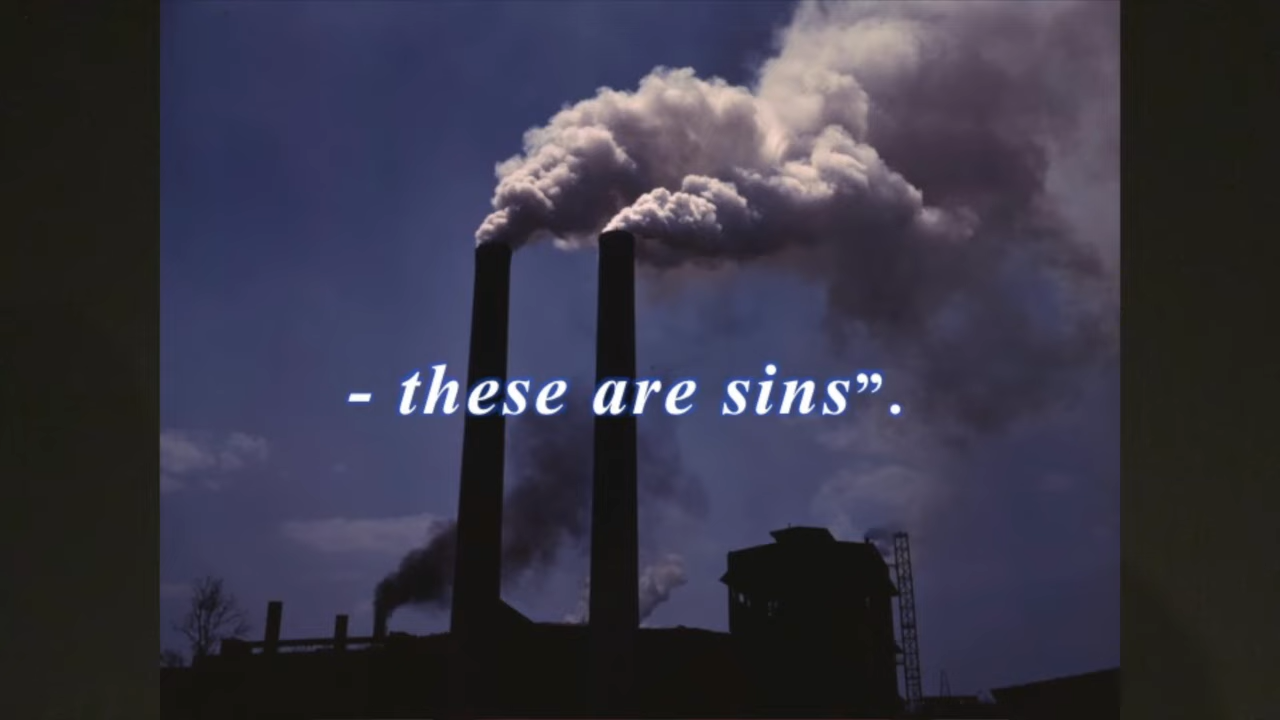 - these are sins”.